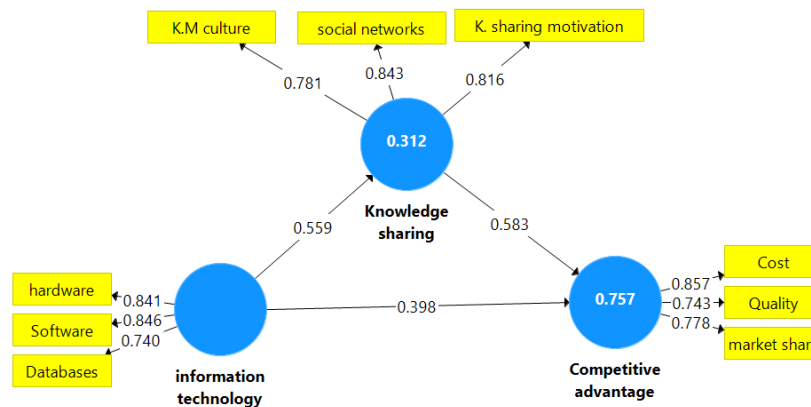 K.M culture
social networks
K. sharing motivation
0.781
0.843
0.816
0.312
Knowledge
sharing
0.559
0.583
hardware
Software
Databases
0.841
0.846
0.740
information
technology
0.398
0.757
Competitive
advantage
0.857
0.743
0.778
Cost
Quality
market shar